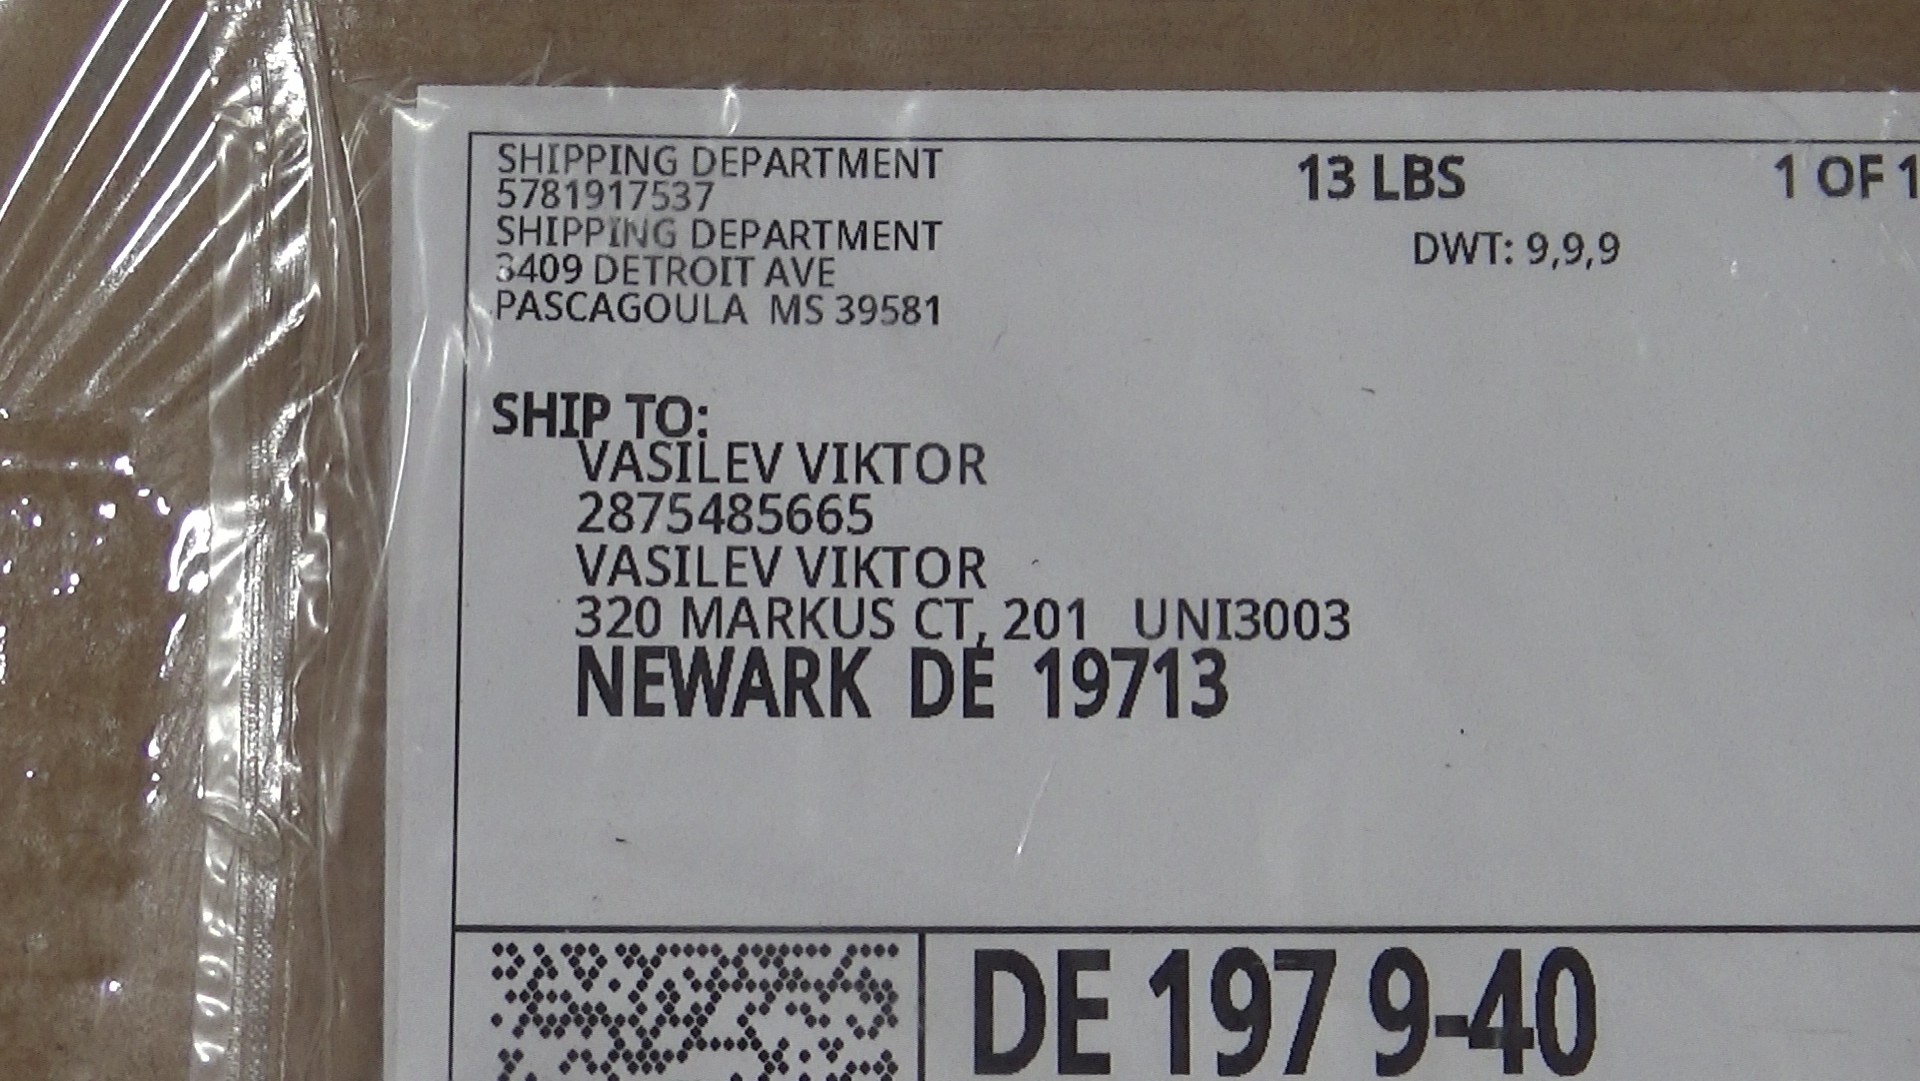 SHIPPING DEPARTMENT
5781917537
SHIPPING DEPARTMENT
3409 DETROIT AVE
PASCAGOULA MS 39581
13 LBS
1 OF 1
DWT: 9,9,9
SHIP TO:
VASILEV VIKTOR
2875485665
VASILEV VIKTOR
320 MARKUS CT, 201 UNI3003
NEWARK DE 19713
DE 197 9-40